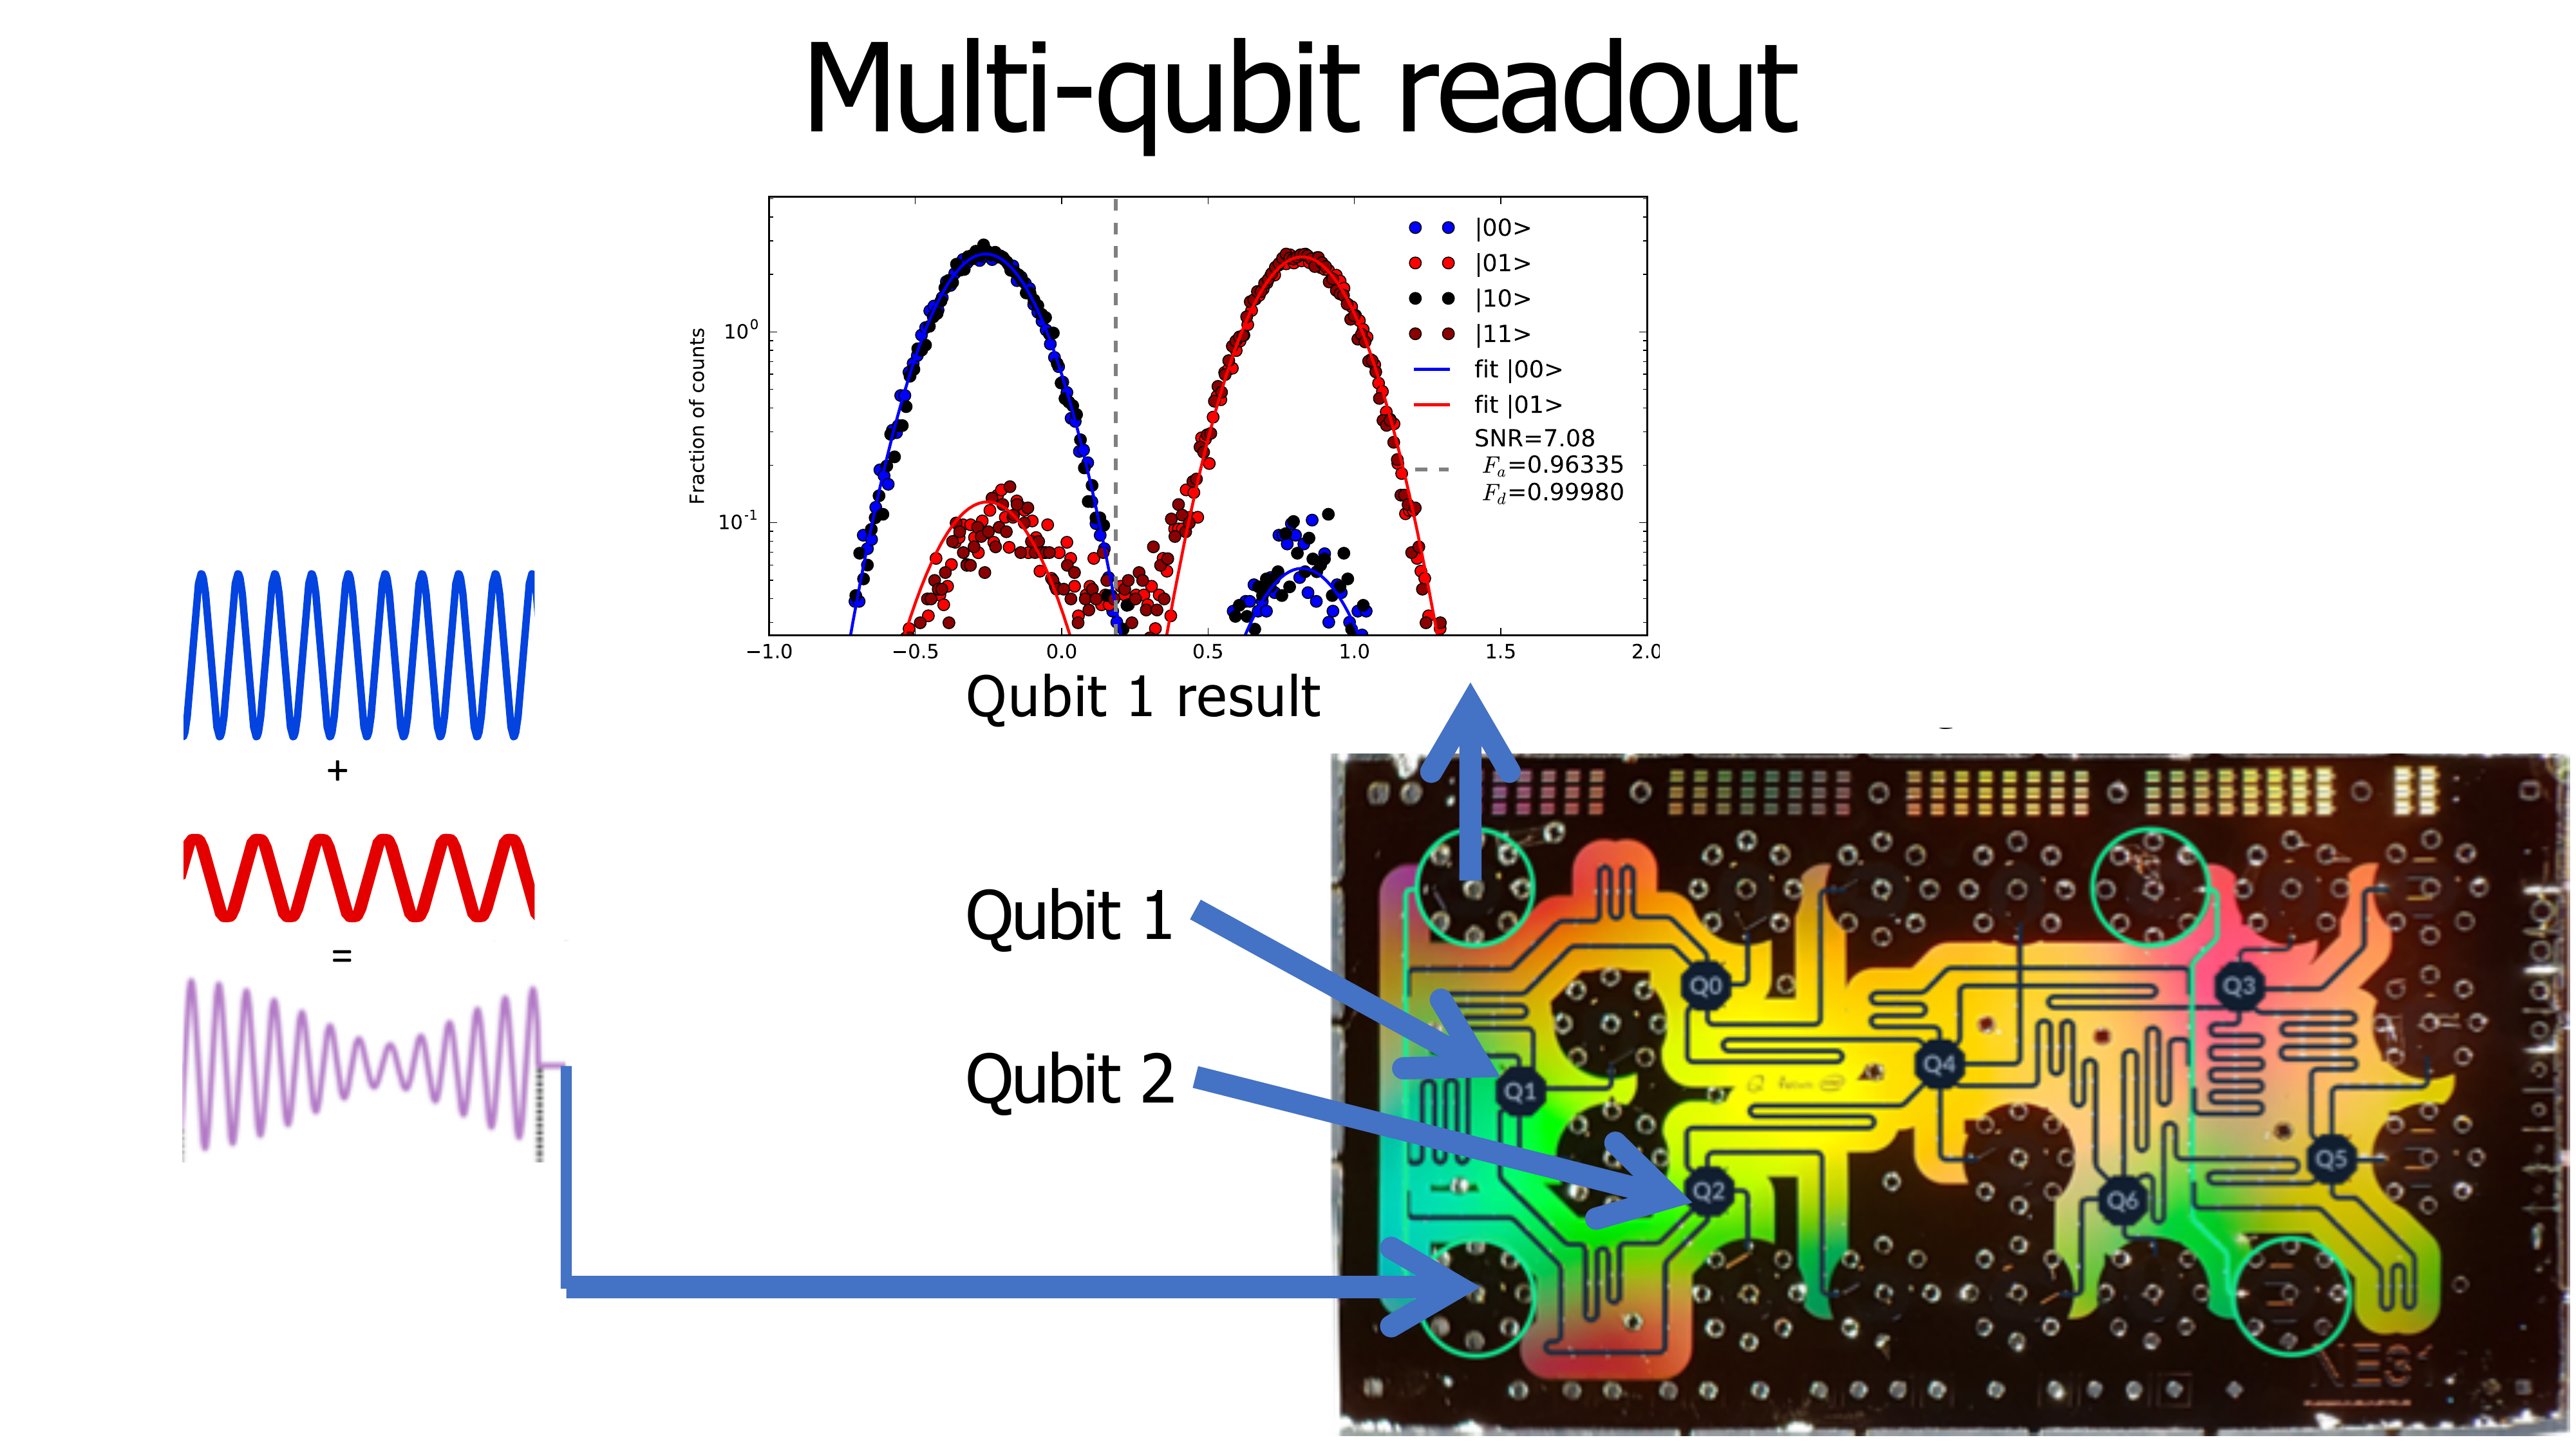 Multi-qubit readout
Fraction of counts
10^0
10^-1
|00>
|01>
|10>
|11>
fit |00>
fit |01>
SNR=7.08
F_a=0.96335
F_d=0.99980
−1.0 −0.5 0.0 0.5 1.0 1.5 2.0
Qubit 1 result
+
=
Qubit 1
Qubit 2
Q0
Q3
Q4
Q1
Q5
Q2
Q6